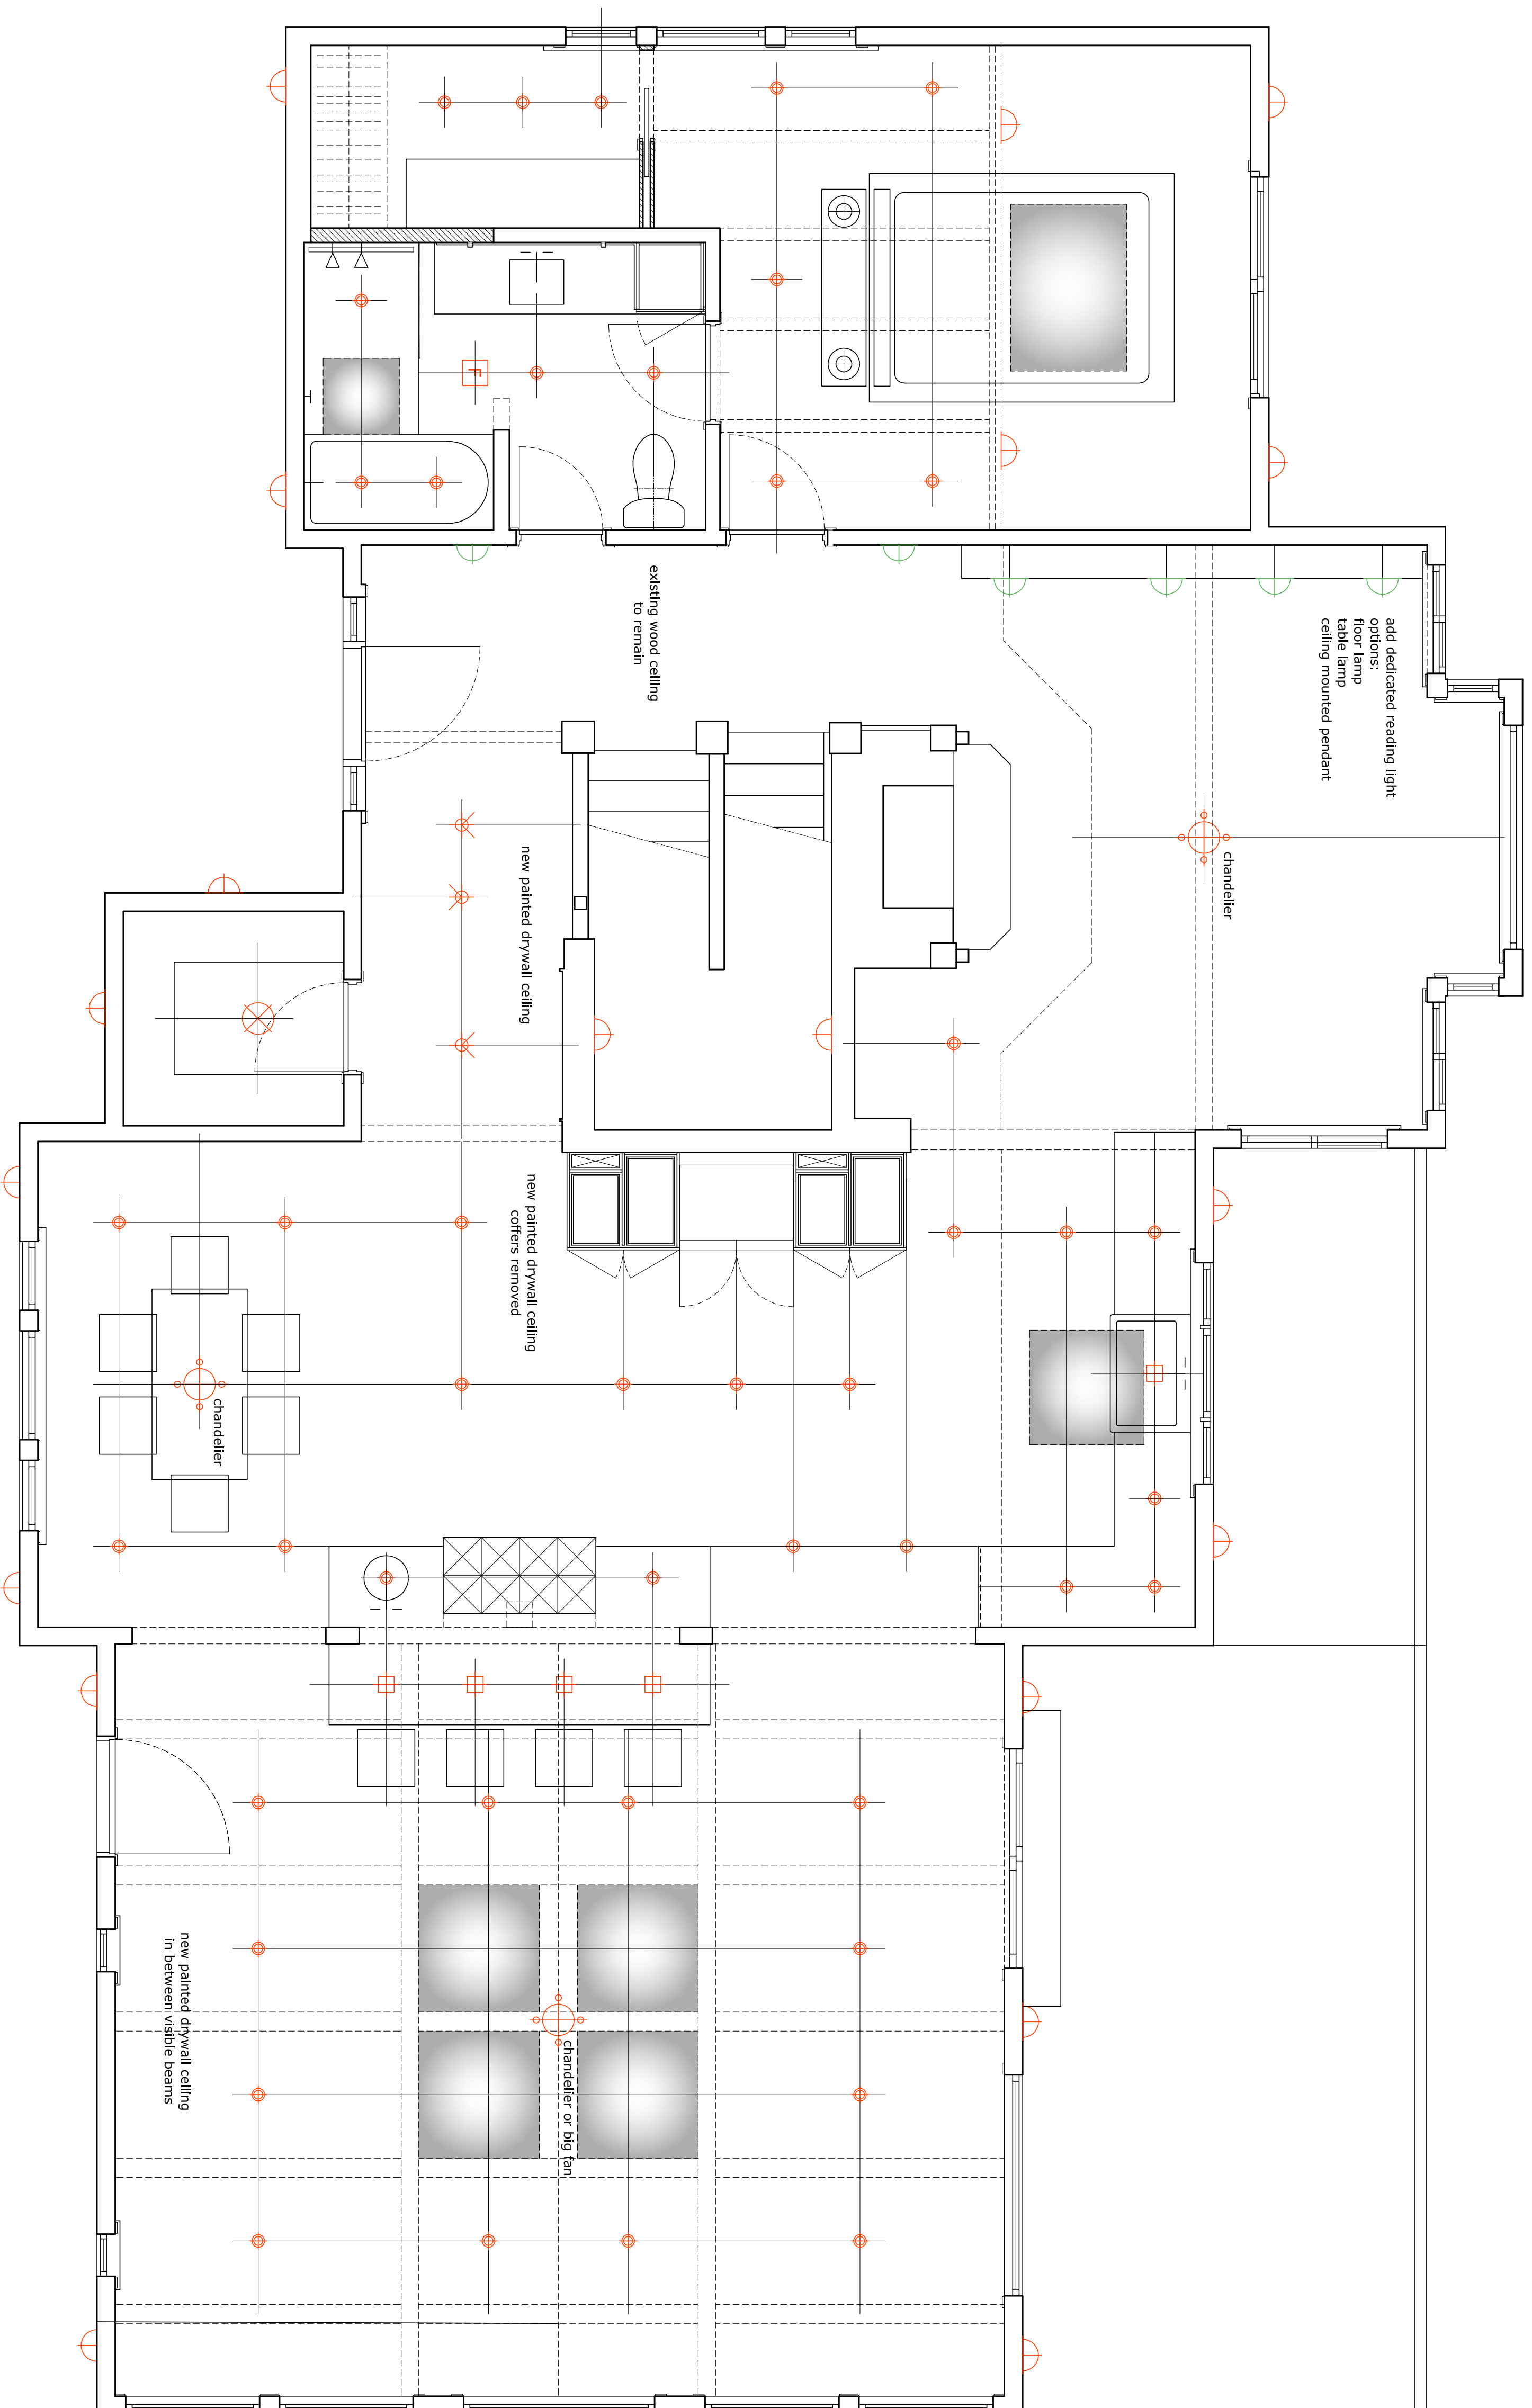 existing wood ceiling
to remain
add dedicated reading light
options:
floor lamp
table lamp
ceiling mounted pendant
chandelier
new painted drywall ceiling
new painted drywall ceiling
coffers removed
chandelier
new painted drywall ceiling
in between visible beams
chandelier or big fan